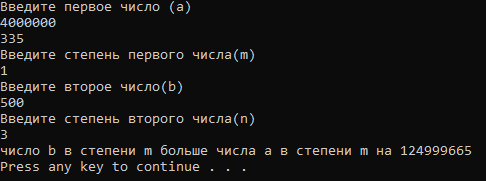 Введите первое число (a)
4000000
335
Введите степень первого числа(m)
1
Введите второе число(b)
500
Введите степень второго числа(n)
3
число b в степени m больше числа a в степени m на 124999665
Press any key to continue . . .